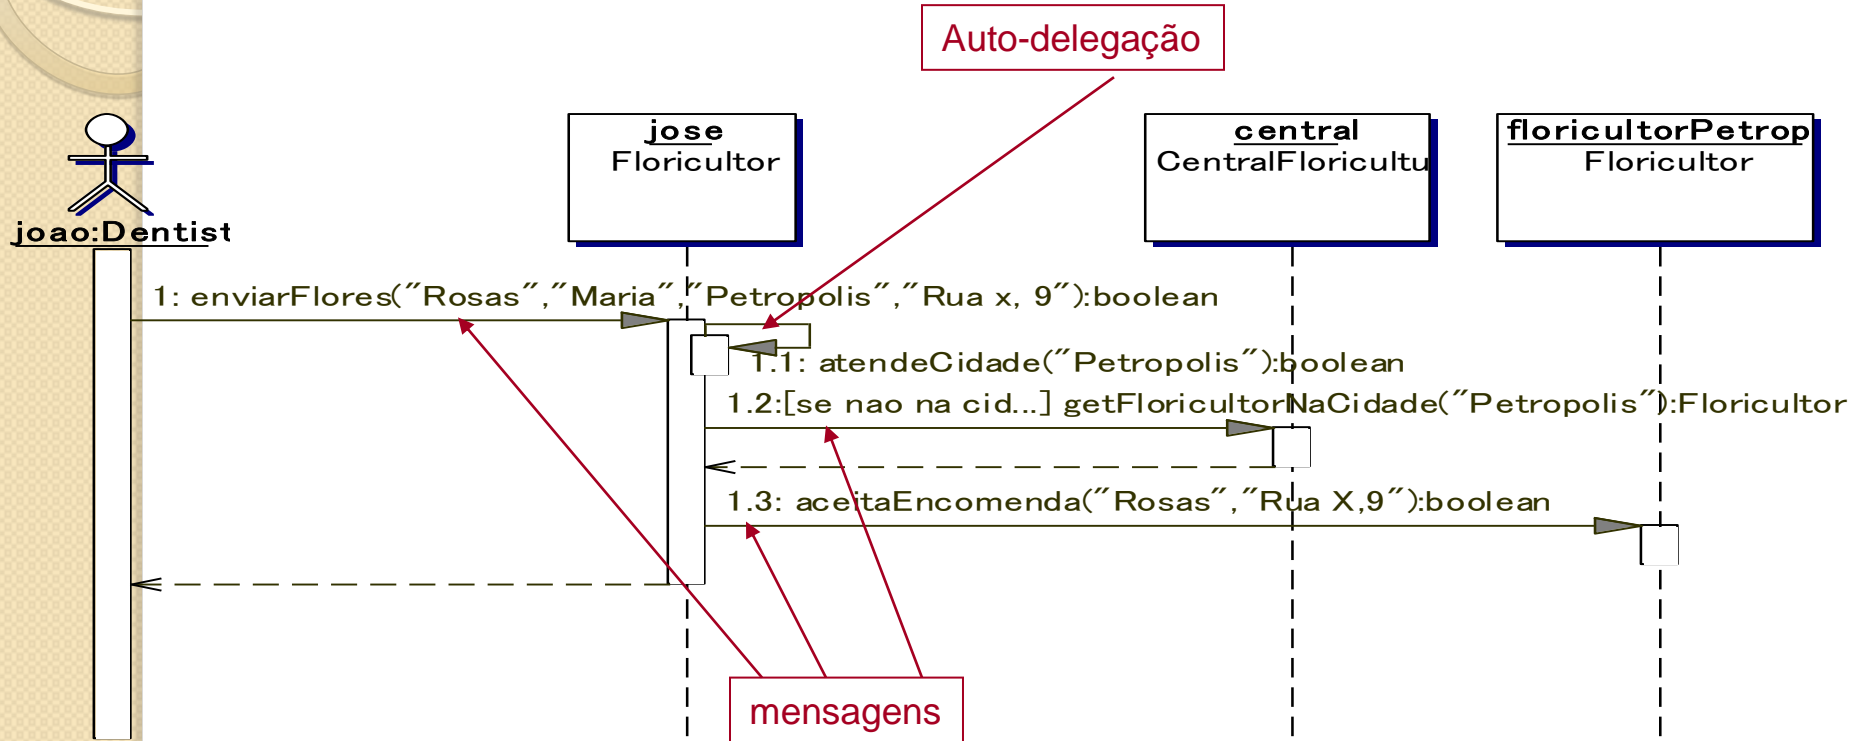 Auto-delegação
jose
Floricultor
central
CentralFloricultu
floricultorPetrop
Floricultor
joao:Dentist
1: enviarFlores("Rosas","Maria","Petropolis","Rua x, 9"):boolean
1.1: atendeCidade("Petropolis"):boolean
1.2:[se nao na cid...] getFloricultorNaCidade("Petropolis"):Floricultor
1.3: aceitaEncomenda("Rosas","Rua X,9"):boolean
mensagens